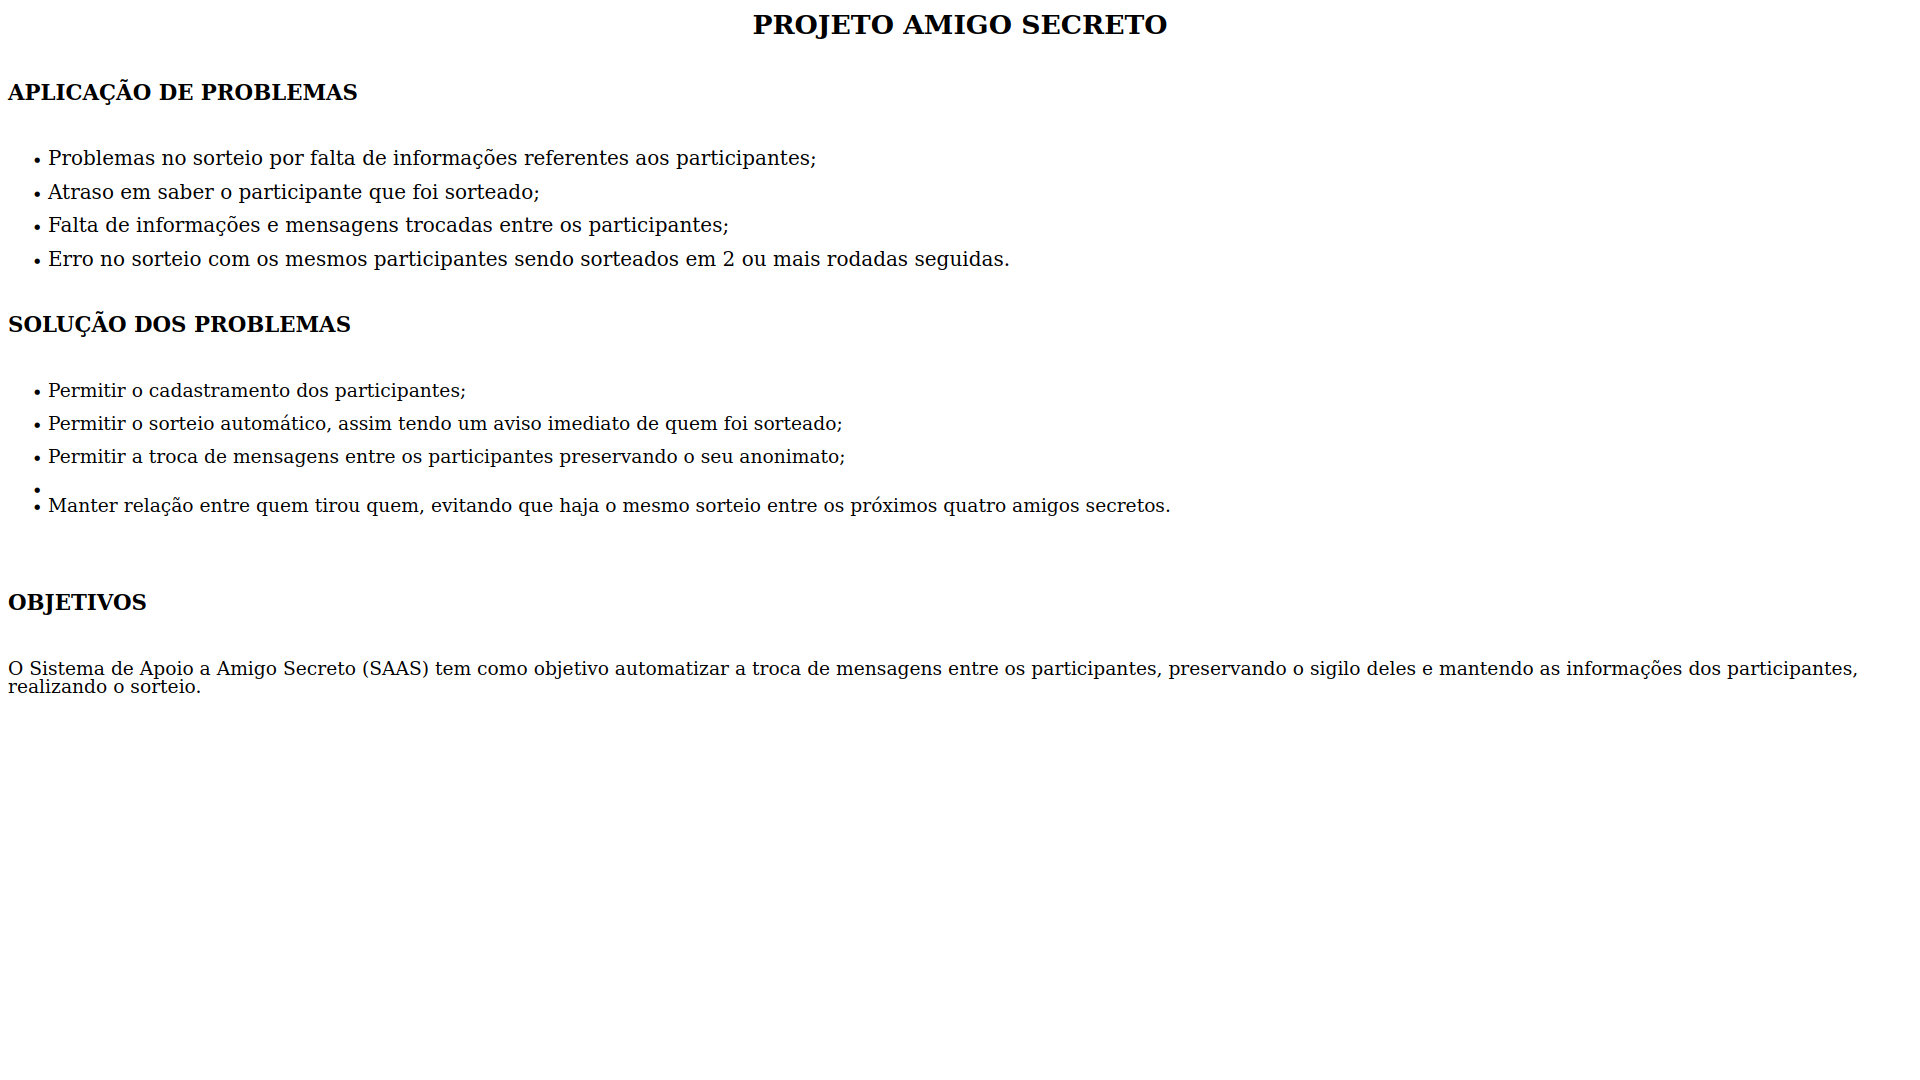 PROJETO AMIGO SECRETO
APLICAÇÃO DE PROBLEMAS
• Problemas no sorteio por falta de informações referentes aos participantes;
• Atraso em saber o participante que foi sorteado;
• Falta de informações e mensagens trocadas entre os participantes;
• Erro no sorteio com os mesmos participantes sendo sorteados em 2 ou mais rodadas seguidas.
SOLUÇÃO DOS PROBLEMAS
• Permitir o cadastramento dos participantes;
• Permitir o sorteio automático, assim tendo um aviso imediato de quem foi sorteado;
• Permitir a troca de mensagens entre os participantes preservando o seu anonimato;
•
• Manter relação entre quem tirou quem, evitando que haja o mesmo sorteio entre os próximos quatro amigos secretos.
OBJETIVOS
O Sistema de Apoio a Amigo Secreto (SAAS) tem como objetivo automatizar a troca de mensagens entre os participantes, preservando o sigilo deles e mantendo as informações dos participantes,
realizando o sorteio.